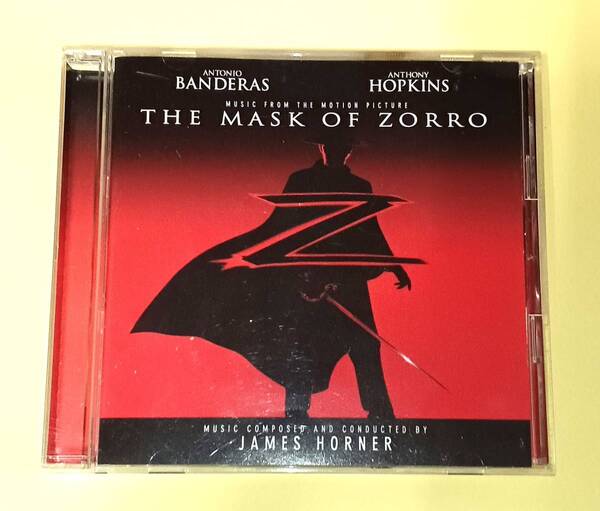 ANTONIO
BANDERAS
ANTHONY
HOPKINS
MUSIC FROM THE MOTION PICTURE
THE MASK OF ZORRO
Z
MUSIC COMPOSED AND CONDUCTED BY
JAMES HORNER